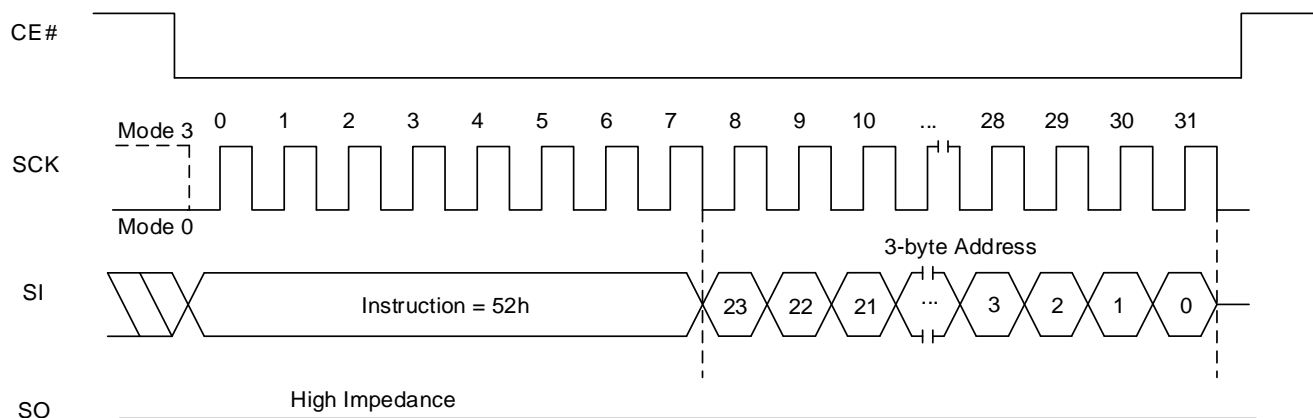 CE#
0 1 2 3 4 5 6 7 8 9 10 ... 28 29 30 31
Mode 3
SCK
Mode 0
3-byte Address
SI Instruction = 52h 23 22 21 ... 3 2 1 0
High Impedance
SO